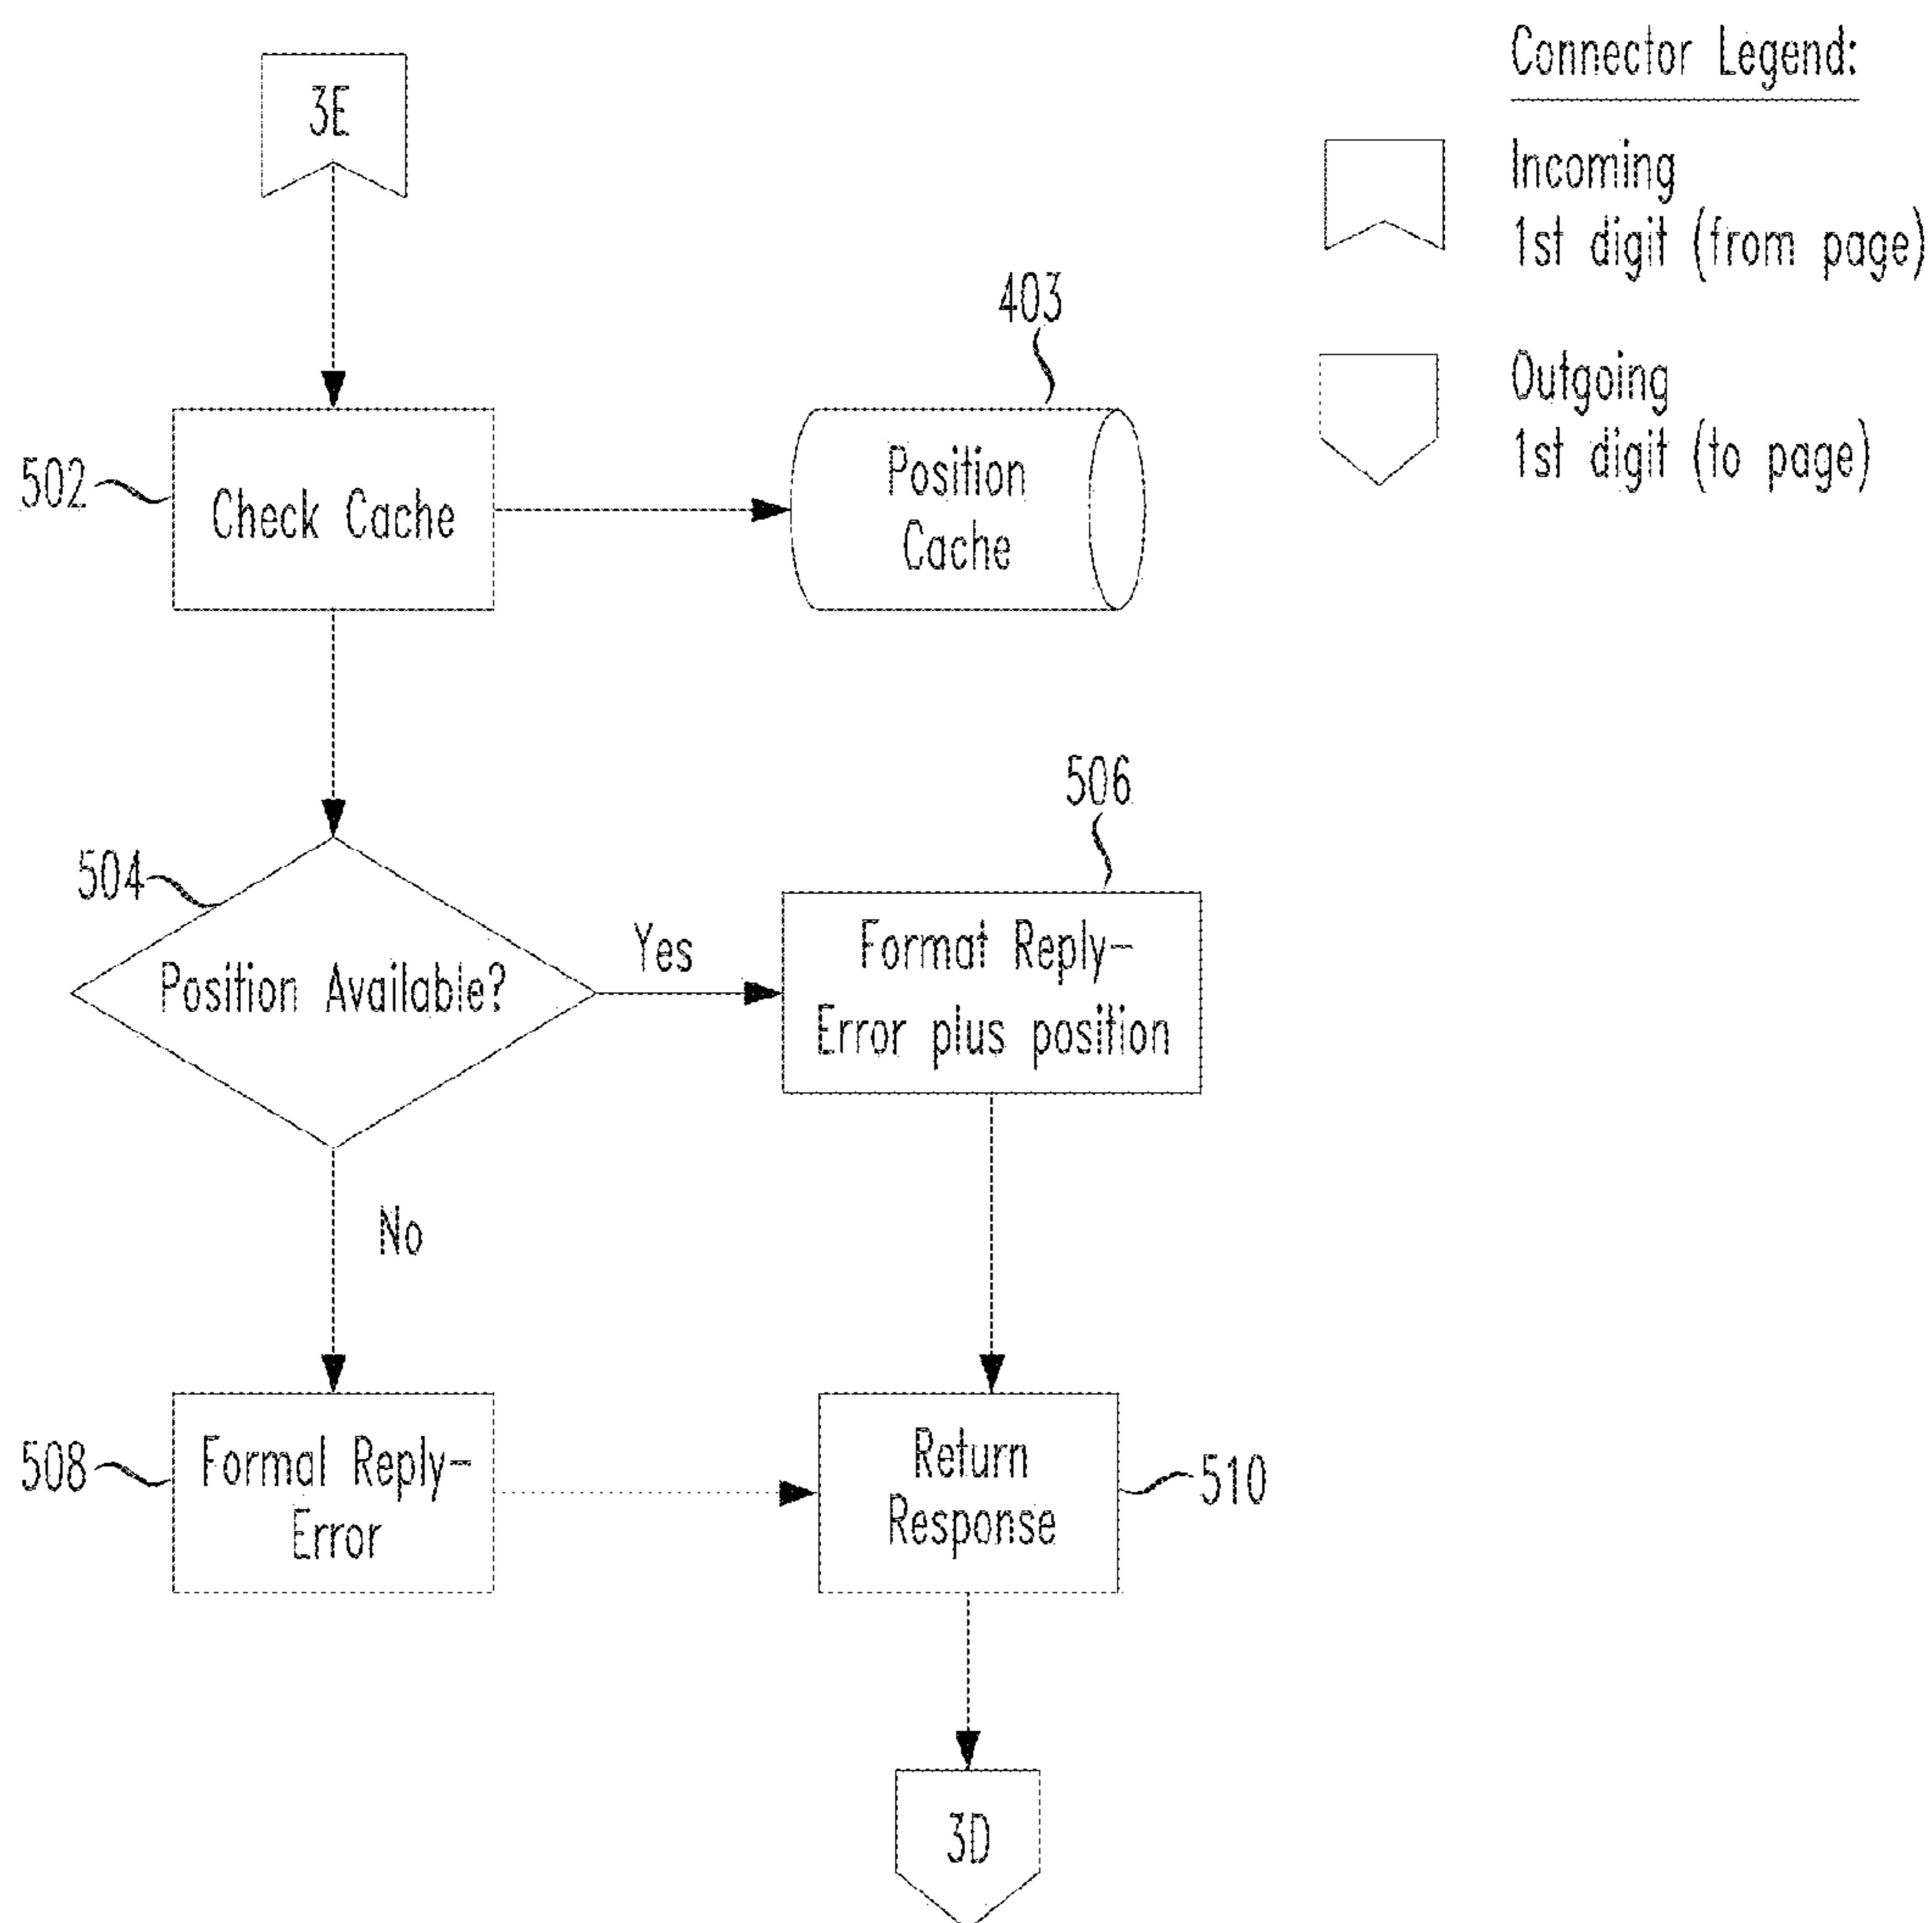 3E
Connector Legend:
Incoming
1st digit (from page)
Outgoing
1st digit (to page)
403
502
Check Cache
Position
Cache
504
Position Available?
Yes
506
Format Reply-
Error plus position
No
508
Formal Reply-
Error
Return
Response
510
3D